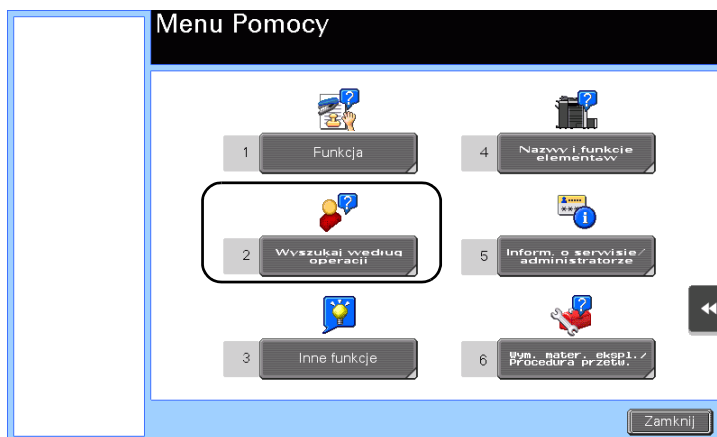 Menu Pomocy
1 Funkcja
4 Nazwy i funkcje
elementów
2 Wyszukaj według
operacji
5 Inform. o serwisie/
administratorze
3 Inne funkcje
6 Wym. mater. ekspl./
Procedura przetw.
Zamknij